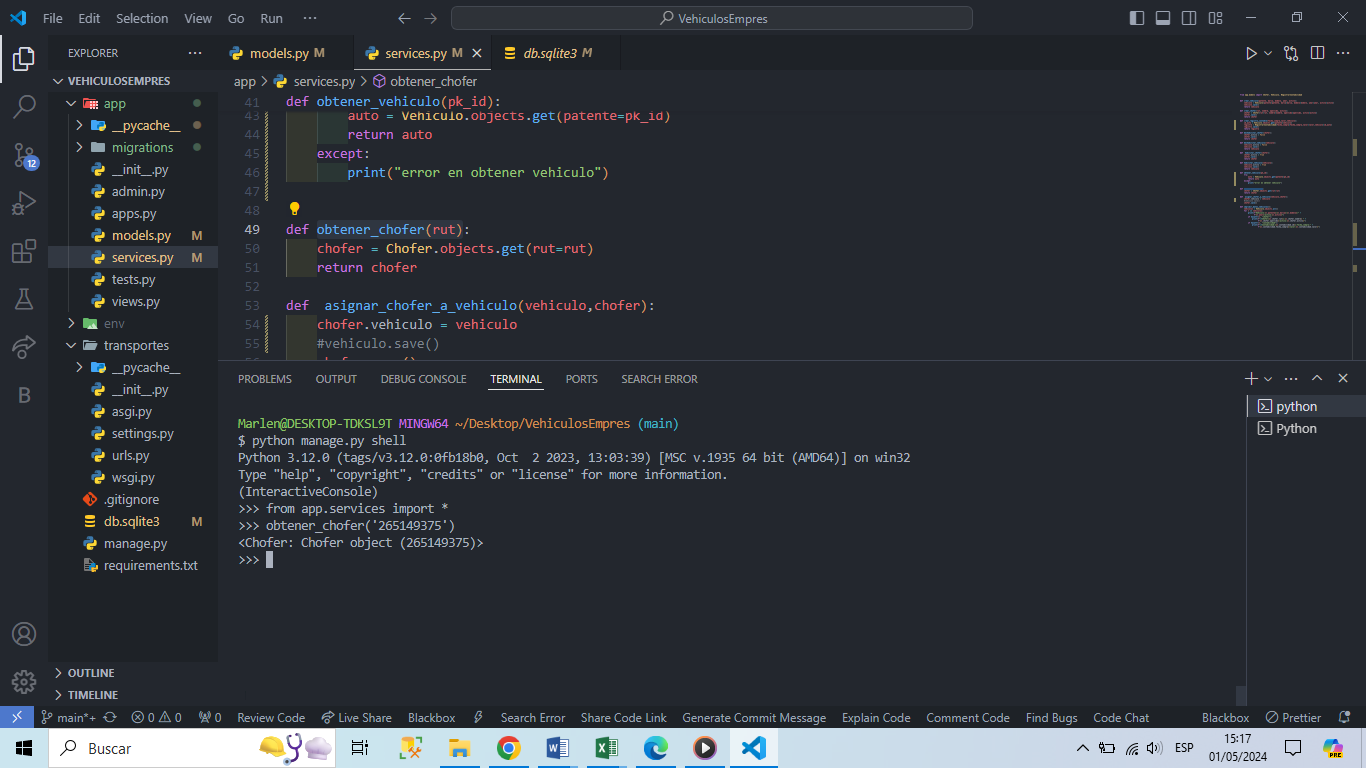 File Edit Selection View Go Run ··· VehiculosEmpres
EXPLORER ···
models.py M services.py M db.sqlite3 M
VEHICULOSEMPRES
app
__pycache__
migrations
__init__.py
admin.py
apps.py
models.py M
services.py M
tests.py
views.py
env
transportes
__pycache__
__init__.py
asgi.py
settings.py
urls.py
wsgi.py
.gitignore
db.sqlite3 M
manage.py
requirements.txt
OUTLINE
TIMELINE
12
B
app > services.py > obtener_chofer
41 def obtener_vehiculo(pk_id):
43 auto = Vehiculo.objects.get(patente=pk_id)
44 return auto
45 except:
46 print("error en obtener vehiculo")
47
48
49 def obtener_chofer(rut):
50 chofer = Chofer.objects.get(rut=rut)
51 return chofer
52
53 def asignar_chofer_a_vehiculo(vehiculo,chofer):
54 chofer.vehiculo = vehiculo
55 #vehiculo.save()
PROBLEMS OUTPUT DEBUG CONSOLE TERMINAL PORTS SEARCH ERROR
python
Python
Marlen@DESKTOP-TDKSL9T MINGW64 ~/Desktop/VehiculosEmpres (main)
$ python manage.py shell
Python 3.12.0 (tags/v3.12.0:0fb18b0, Oct  2 2023, 13:03:39) [MSC v.1935 64 bit (AMD64)] on win32
Type "help", "copyright", "credits" or "license" for more information.
(InteractiveConsole)
>>> from app.services import *
>>> obtener_chofer('265149375')
<Chofer: Chofer object (265149375)>
>>>
main*+ 0 0 0 Review Code Live Share Blackbox Search Error Share Code Link Generate Commit Message Explain Code Comment Code Find Bugs Code Chat Blackbox Prettier
Buscar
ESP
15:17
01/05/2024
PRE